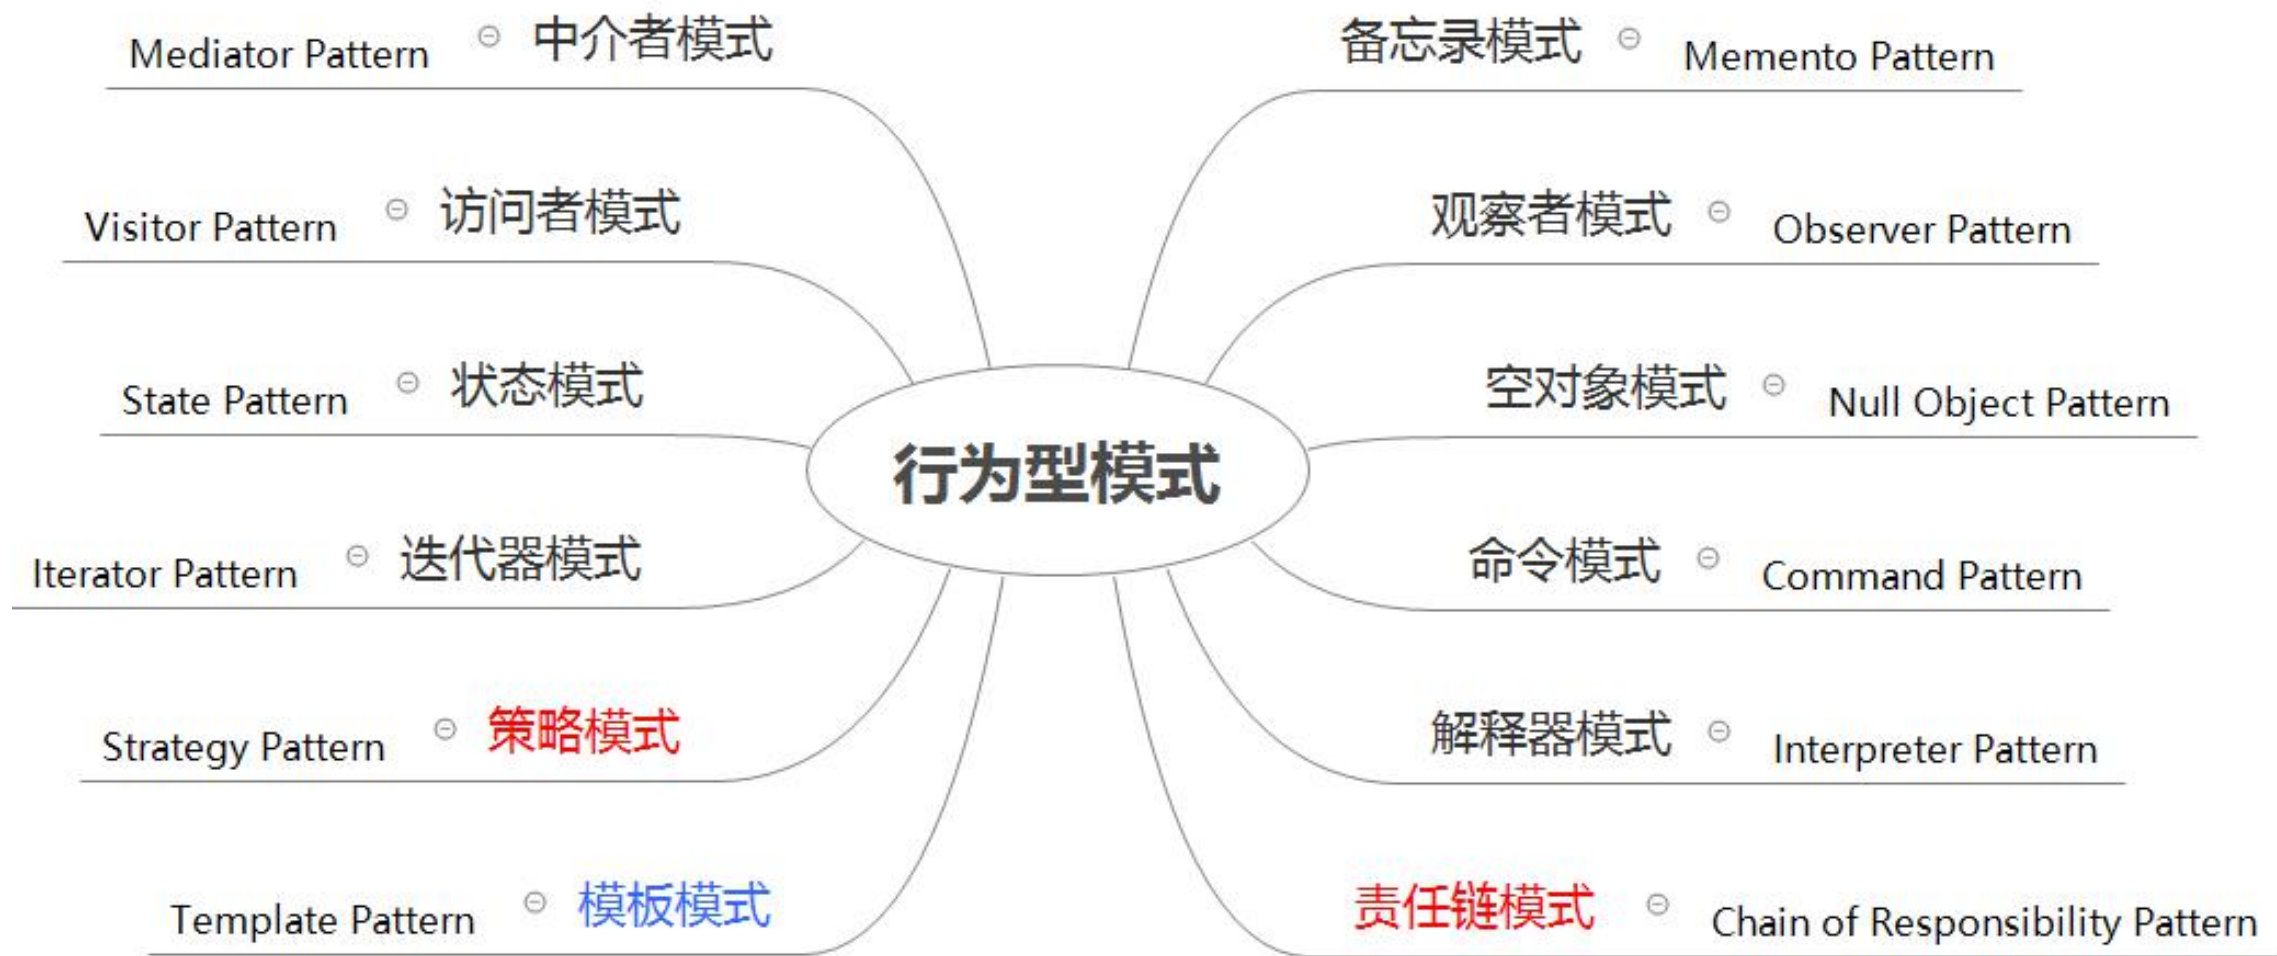 Mediator Pattern 中介者模式
Visitor Pattern 访问者模式
State Pattern 状态模式
Iterator Pattern 迭代器模式
Strategy Pattern 策略模式
Template Pattern 模板模式
行为型模式
备忘录模式 Memento Pattern
观察者模式 Observer Pattern
空对象模式 Null Object Pattern
命令模式 Command Pattern
解释器模式 Interpreter Pattern
责任链模式 Chain of Responsibility Pattern